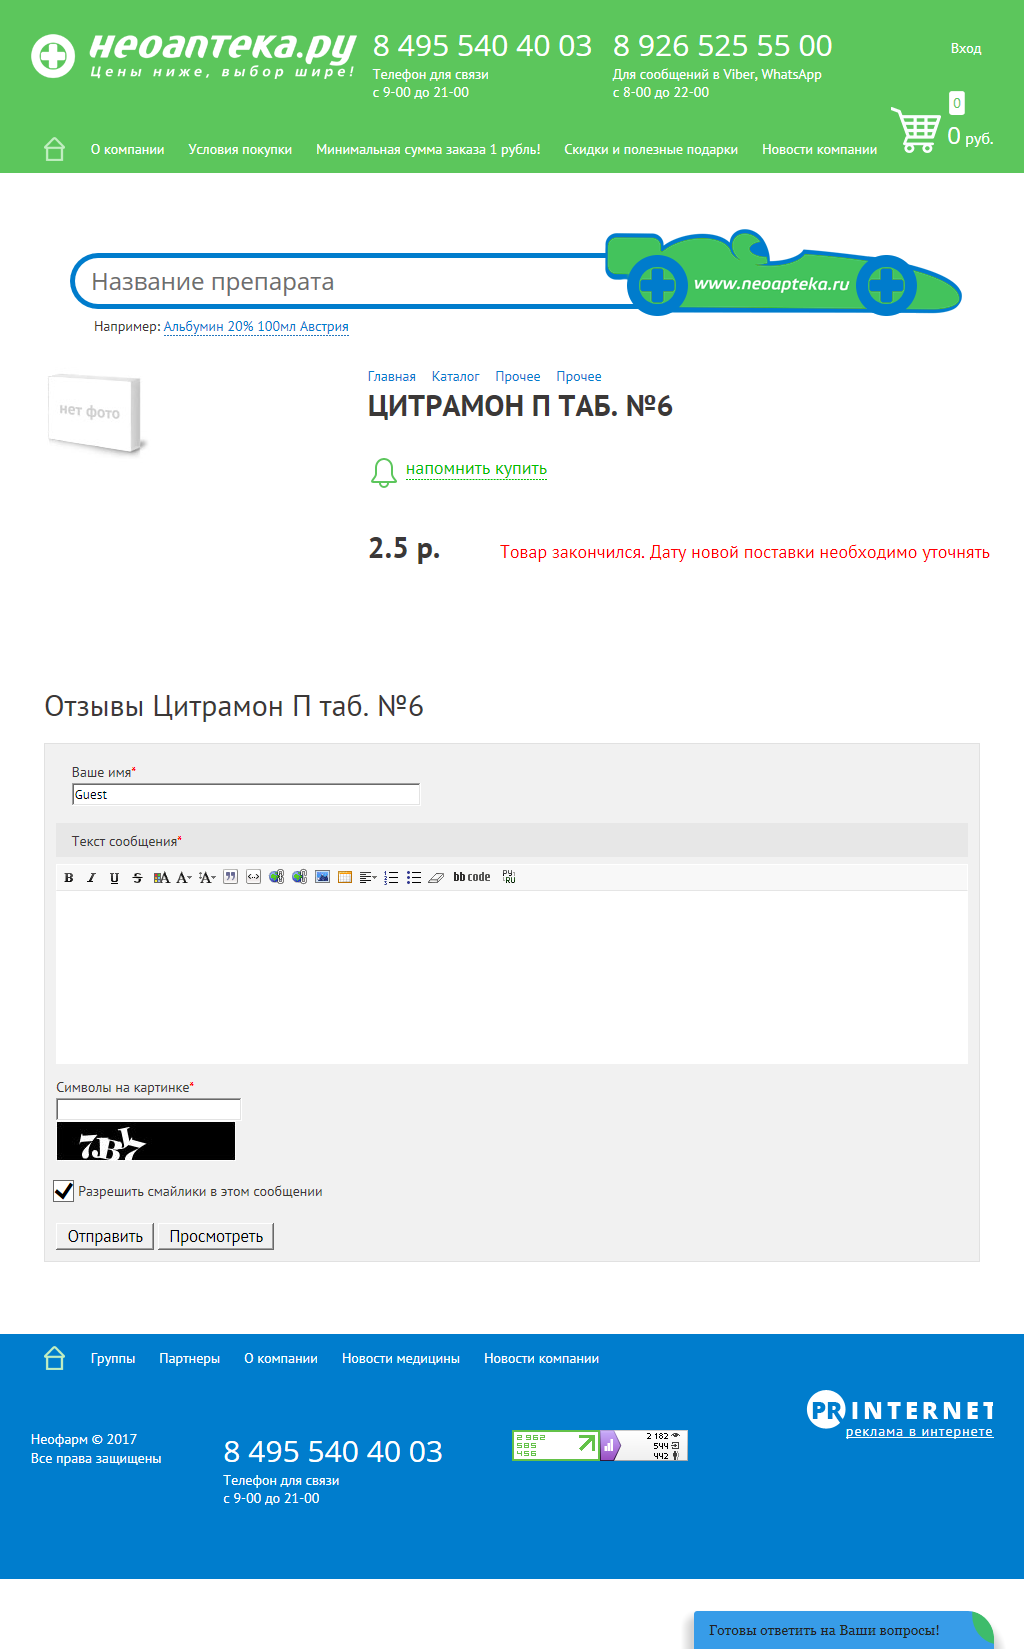 неоаптека.ру
Цены ниже, выбор шире!
8 495 540 40 03
Телефон для связи
с 9-00 до 21-00
8 926 525 55 00
Для сообщений в Viber, WhatsApp
с 8-00 до 22-00
Вход
0
0 руб.
О компании Условия покупки Минимальная сумма заказа 1 рубль! Скидки и полезные подарки Новости компании
Название препарата
www.neoapteka.ru
Например: Альбумин 20% 100мл Австрия
нет фото
Главная Каталог Прочее Прочее
ЦИТРАМОН П ТАБ. №6
напомнить купить
2.5 р.
Товар закончился. Дату новой поставки необходимо уточнять
Отзывы Цитрамон П таб. №6
Ваше имя*
Guest
Текст сообщения*
B I U S A A A bb code РУ RU
Символы на картинке*
7B17
Разрешить смайлики в этом сообщении
Отправить Просмотреть
Группы Партнеры О компании Новости медицины Новости компании
Неофарм © 2017
Все права защищены
8 495 540 40 03
Телефон для связи
с 9-00 до 21-00
2 962
585
456
2 182
544
442
PRINTERNET
реклама в интернете
Готовы ответить на Ваши вопросы!